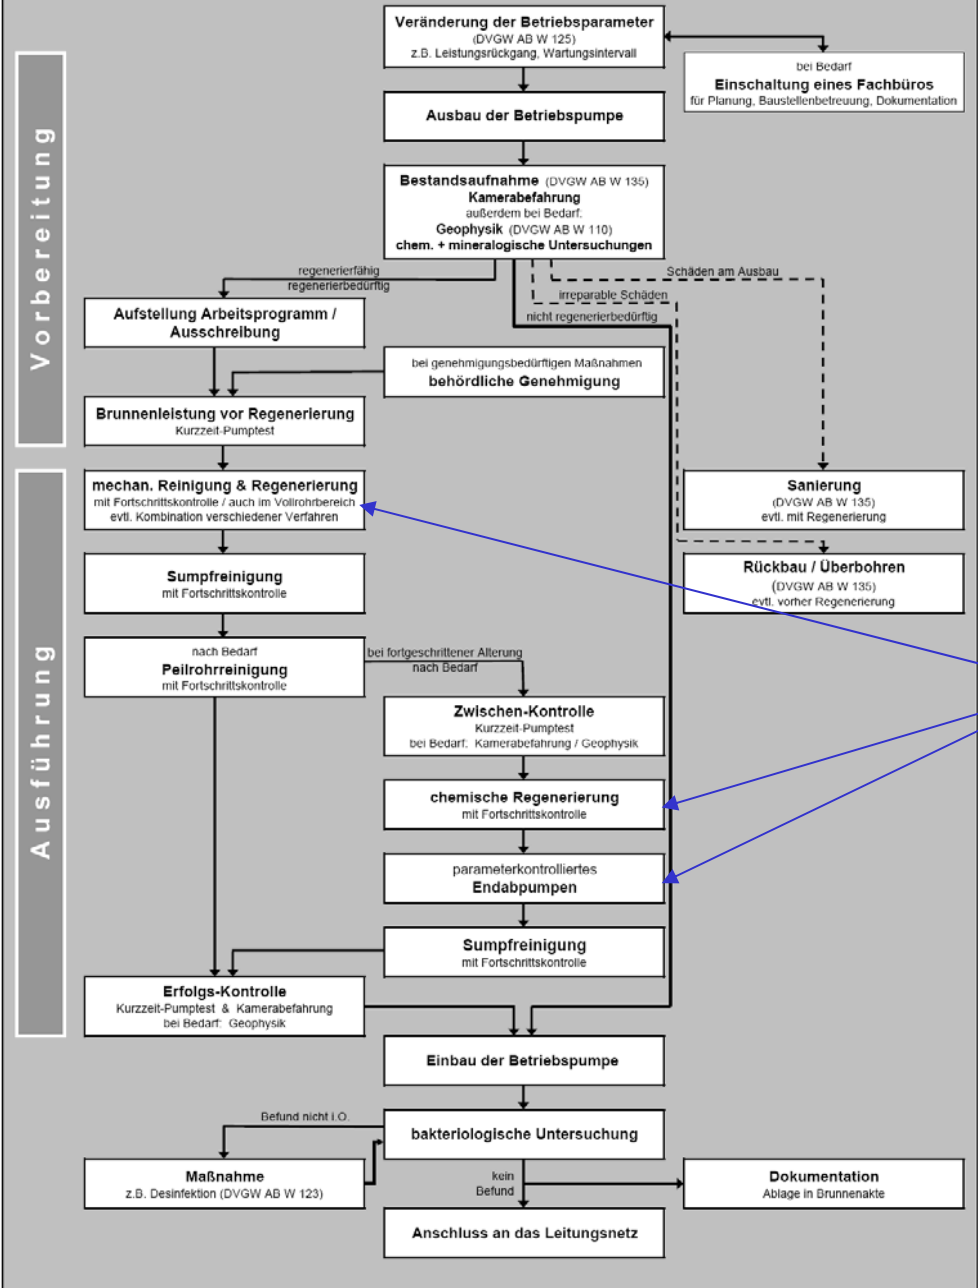 Veränderung der Betriebsparameter
(DVGW AB W 125)
z.B. Leistungsrückgang, Wartungsintervall
bei Bedarf
Einschaltung eines Fachbüros
für Planung, Baustellenbetreuung, Dokumentation
Ausbau der Betriebspumpe
Vorbereitung
Bestandsaufnahme (DVGW AB W 135)
Kamerabefahrung
außerdem bei Bedarf:
Geophysik (DVGW AB W 110)
chem. + mineralogische Untersuchungen
regenerierfähig
regenerierbedürftig
Schäden am Ausbau
irreparable Schäden
nicht regenerierbedürftig
Aufstellung Arbeitsprogramm /
Ausschreibung
bei genehmigungsbedürftigen Maßnahmen
behördliche Genehmigung
Brunnenleistung vor Regenerierung
Kurzzeit-Pumptest
Ausführung
mechan. Reinigung & Regenerierung
mit Fortschrittskontrolle / auch im Vollrohrbereich
evtl. Kombination verschiedener Verfahren
Sanierung
(DVGW AB W 135)
evtl. mit Regenerierung
Sumpfreinigung
mit Fortschrittskontrolle
Rückbau / Überbohren
(DVGW AB W 135)
evtl. vorher Regenerierung
nach Bedarf
Peilrohrreinigung
mit Fortschrittskontrolle
bei fortgeschrittener Alterung
nach Bedarf
Zwischen-Kontrolle
Kurzzeit-Pumptest
bei Bedarf: Kamerabefahrung / Geophysik
chemische Regenerierung
mit Fortschrittskontrolle
parameterkontrolliertes
Endabpumpen
Sumpfreinigung
mit Fortschrittskontrolle
Erfolgs-Kontrolle
Kurzzeit-Pumptest & Kamerabefahrung
bei Bedarf: Geophysik
Einbau der Betriebspumpe
Befund nicht i.O.
bakteriologische Untersuchung
Maßnahme
z.B. Desinfektion (DVGW AB W 123)
kein
Befund
Dokumentation
Ablage in Brunnenakte
Anschluss an das Leitungsnetz